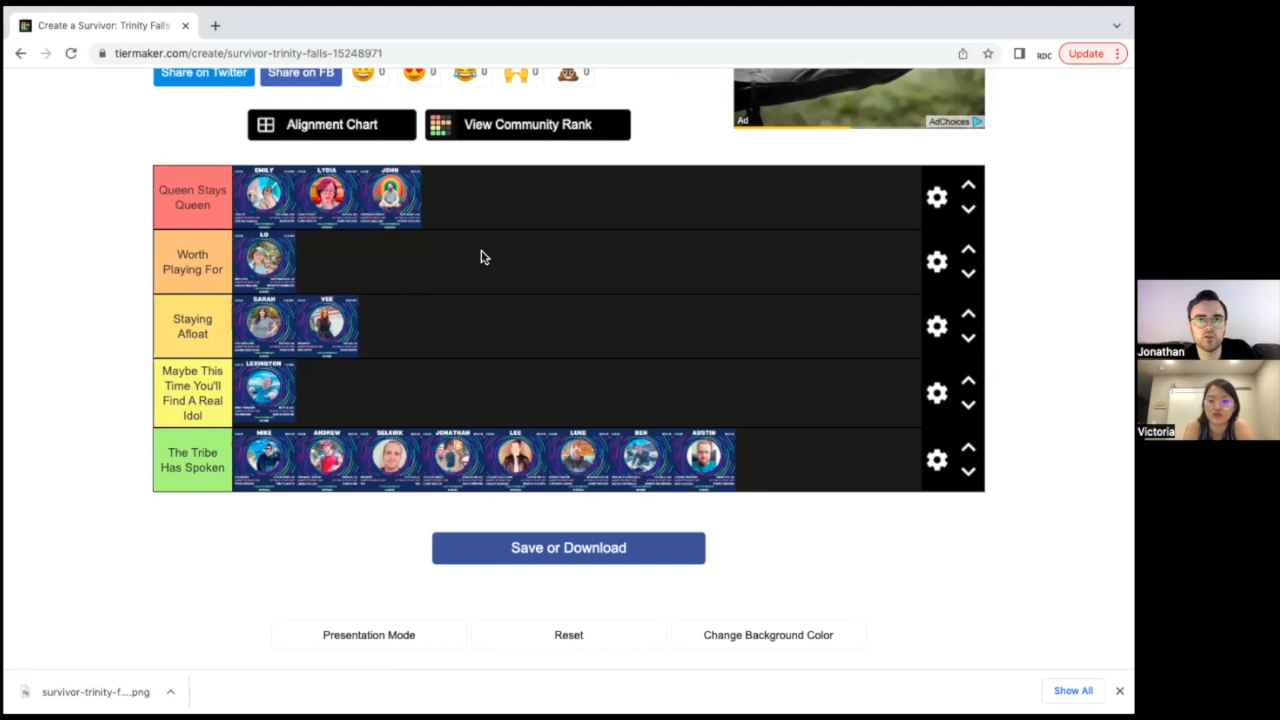 Create a Survivor: Trinity Falls
tiermaker.com/create/survivor-trinity-falls-15248971
RDC
Update
Share on Twitter
Share on FB
0
0
0
0
0
Ad
AdChoices
Alignment Chart
View Community Rank
Queen Stays
Queen
EMILY
LYDIA
JOHN
Worth
Playing For
LO
Staying
Afloat
SARAH
VEE
Maybe This
Time You'll
Find A Real
Idol
LEXINGTON
The Tribe
Has Spoken
MIKE
ANDREW
SELKIRK
JONATHAN
LEE
LUKE
BEN
AUSTIN
Save or Download
Presentation Mode
Reset
Change Background Color
survivor-trinity-f....png
Show All
Jonathan
Victoria